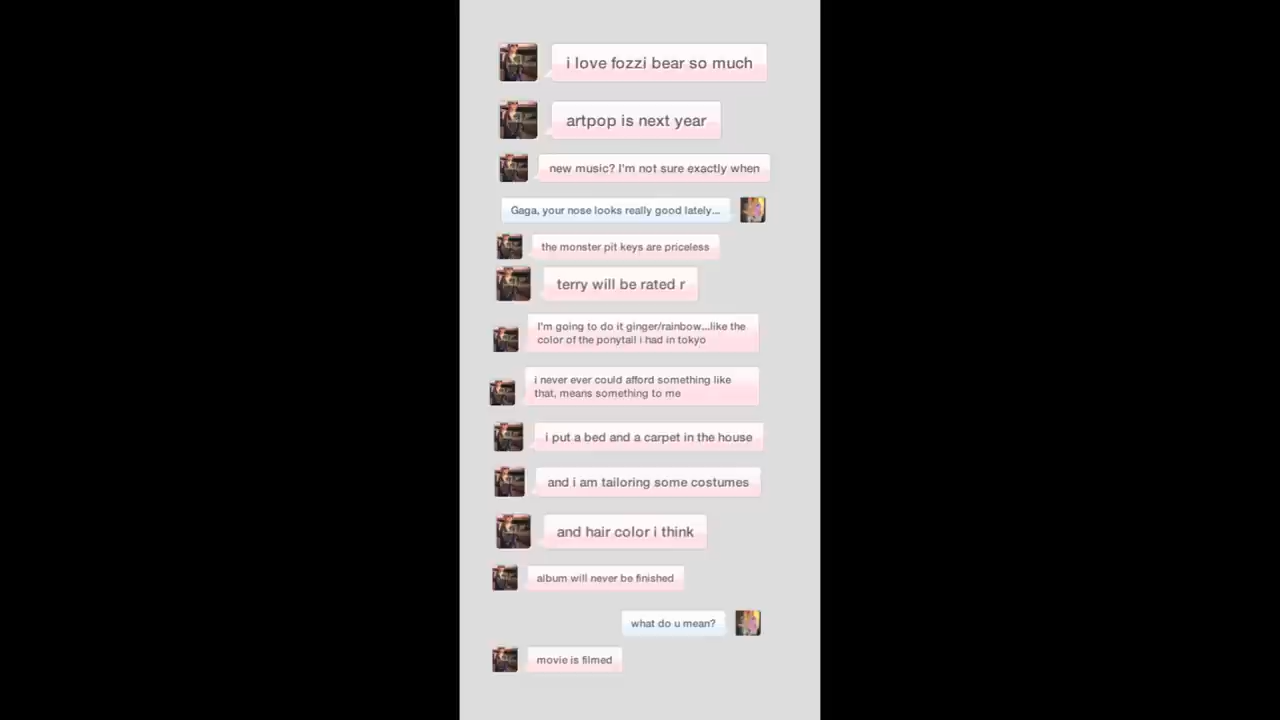 i love fozzi bear so much
artpop is next year
new music? I'm not sure exactly when
Gaga, your nose looks really good lately...
the monster pit keys are priceless
terry will be rated r
I'm going to do it ginger/rainbow...like the
color of the ponytail i had in tokyo
i never ever could afford something like
that, means something to me
i put a bed and a carpet in the house
and i am tailoring some costumes
and hair color i think
album will never be finished
what do u mean?
movie is filmed